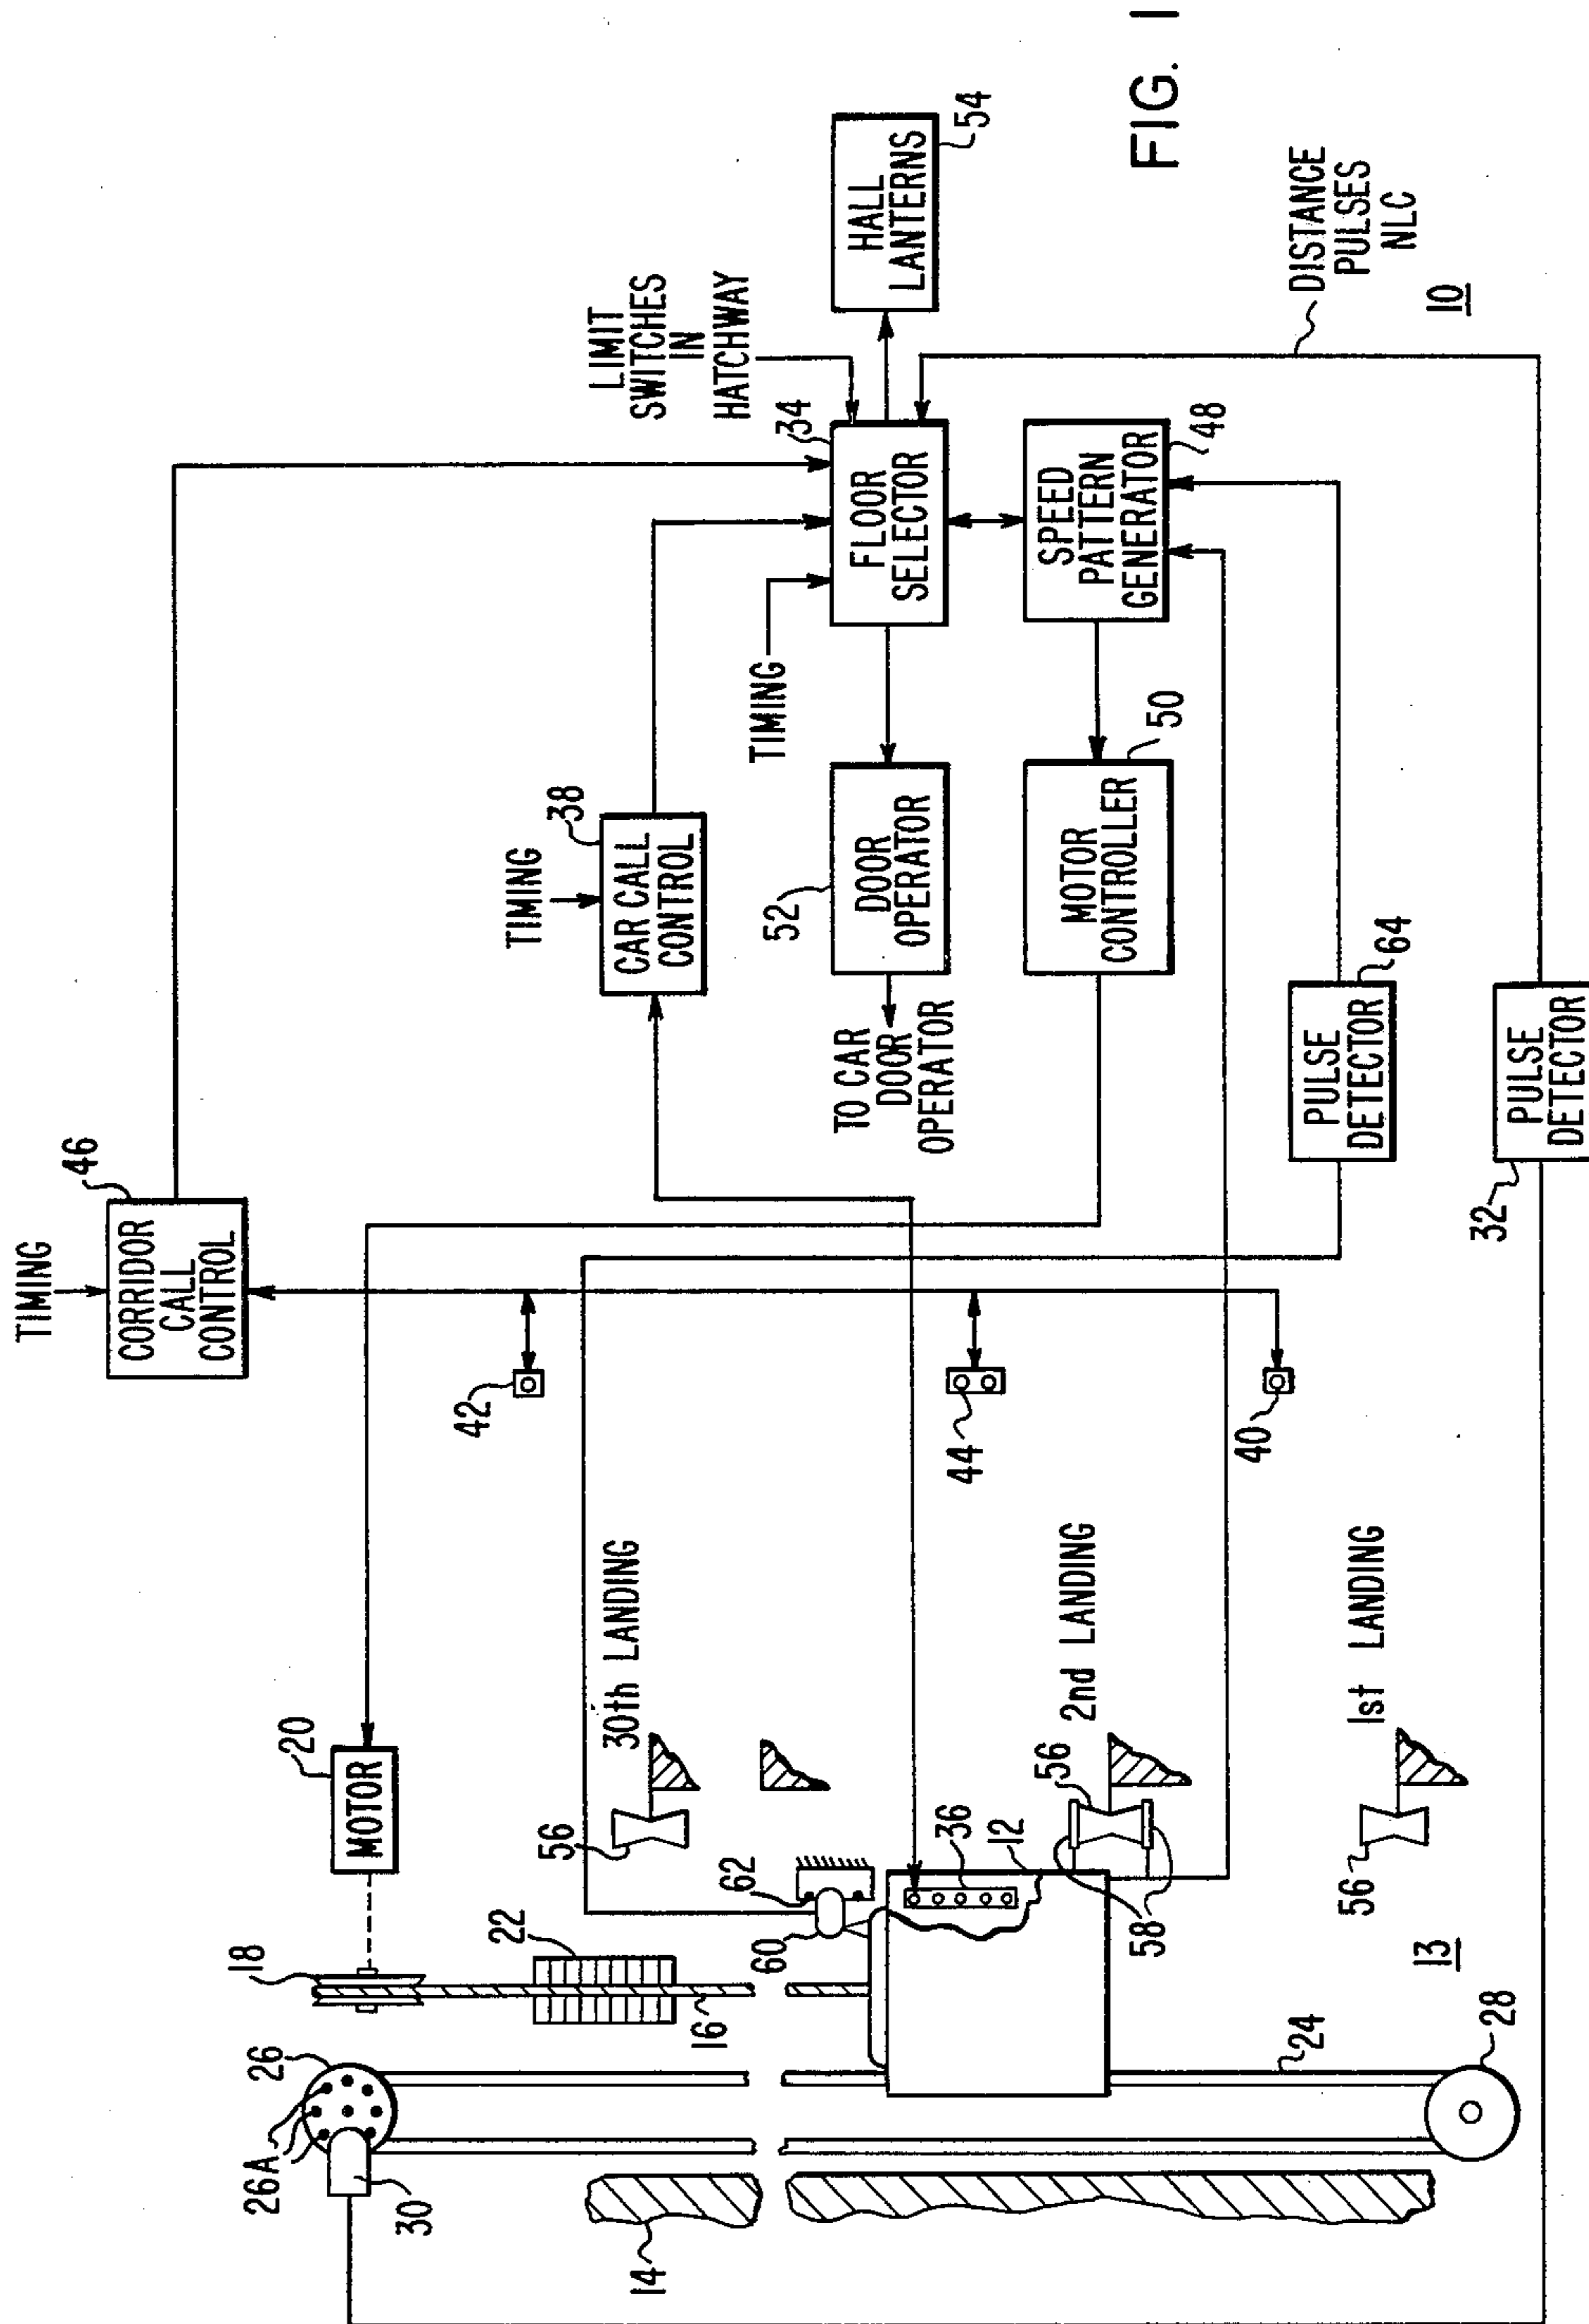 TIMING
46
CORRIDOR
CALL
CONTROL
20
MOTOR
18
26
26A
30
22
16
14
42
44
40
30th LANDING
56
62
60
36
12
2nd LANDING
56
58
1st LANDING
56
13
24
28
TIMING
38
CAR CALL
CONTROL
TIMING
LIMIT
SWITCHES
IN
HATCHWAY
34
FLOOR
SELECTOR
HALL
LANTERNS
54
52
DOOR
OPERATOR
TO CAR
DOOR
OPERATOR
SPEED
PATTERN
GENERATOR
48
50
MOTOR
CONTROLLER
PULSE
DETECTOR
64
32
PULSE
DETECTOR
DISTANCE
PULSES
NLC
10
FIG. 1